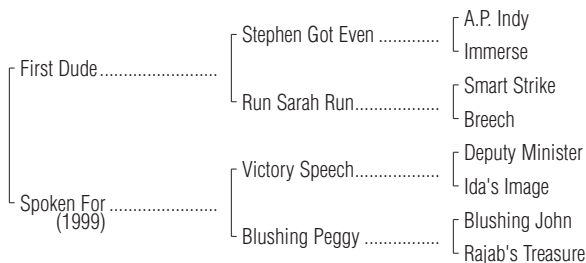 A.P. Indy
Stephen Got Even .............
Immerse
First Dude ........................
Smart Strike
Run Sarah Run ..................
Breech
Deputy Minister
Victory Speech ..................
Ida's Image
Spoken For ......................
(1999)
Blushing John
Blushing Peggy ................
Rajab's Treasure